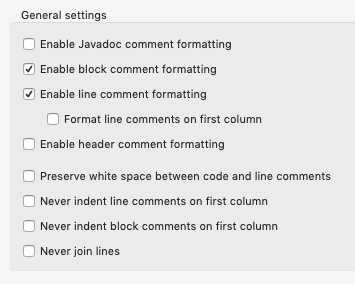 General settings
Enable Javadoc comment formatting
Enable block comment formatting
Enable line comment formatting
Format line comments on first column
Enable header comment formatting
Preserve white space between code and line comments
Never indent line comments on first column
Never indent block comments on first column
Never join lines